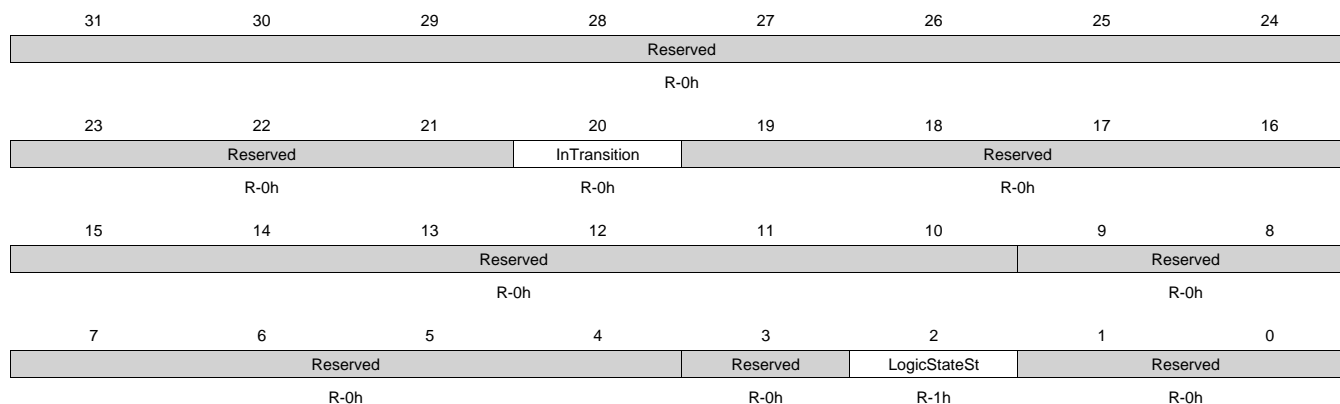 31 30 29 28 27 26 25 24
Reserved
R-0h
23 22 21 20 19 18 17 16
Reserved InTransition Reserved
R-0h R-0h R-0h
15 14 13 12 11 10 9 8
Reserved Reserved
R-0h R-0h
7 6 5 4 3 2 1 0
Reserved Reserved LogicStateSt Reserved
R-0h R-0h R-1h R-0h